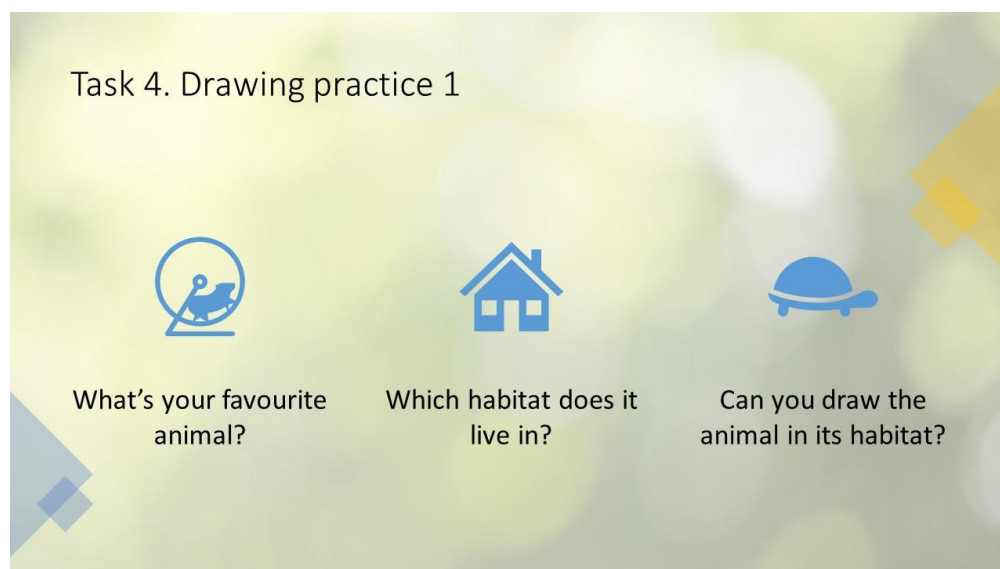 Task 4. Drawing practice 1
What’s your favourite
animal?
Which habitat does it
live in?
Can you draw the
animal in its habitat?